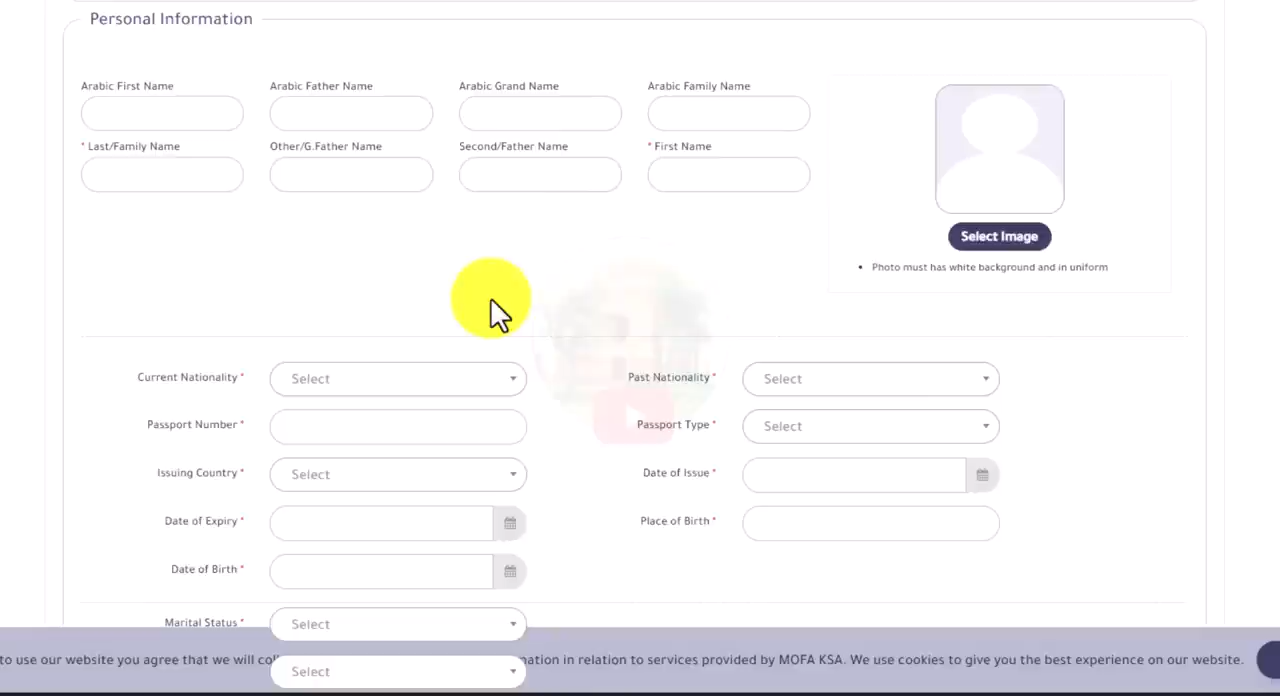 Personal Information
Arabic First Name Arabic Father Name Arabic Grand Name Arabic Family Name
* Last/Family Name Other/G.Father Name Second/Father Name * First Name
Select Image
• Photo must has white background and in uniform
Current Nationality * Select Past Nationality * Select
Passport Number * Passport Type * Select
Issuing Country * Select Date of Issue *
Date of Expiry * Place of Birth *
Date of Birth *
Marital Status * Select
to use our website you agree that we will col
nation in relation to services provided by MOFA KSA. We use cookies to give you the best experience on our website.
Select